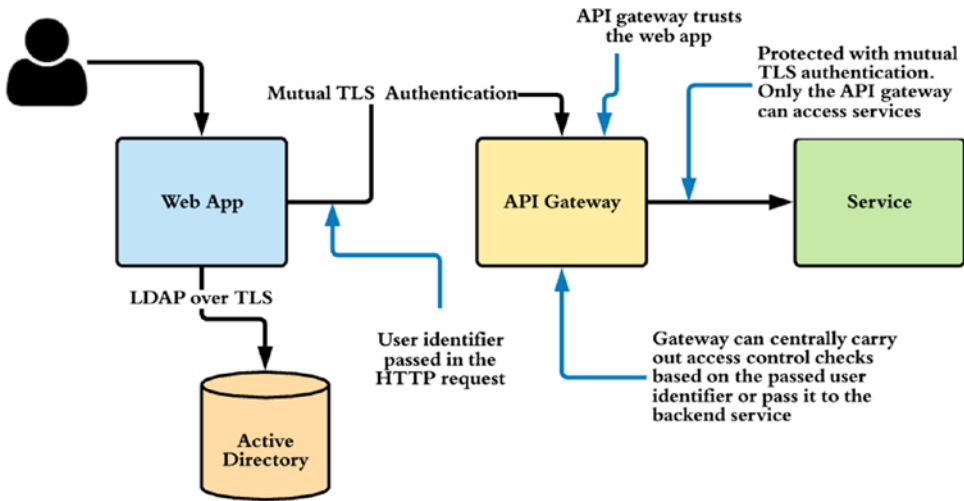 API gateway trusts
the web app
Protected with mutual
TLS authentication.
Only the API gateway
can access services
Mutual TLS Authentication
Web App
API Gateway
Service
LDAP over TLS
User identifier
passed in the
HTTP request
Gateway can centrally carry
out access control checks
based on the passed user
identifier or pass it to the
backend service
Active
Directory